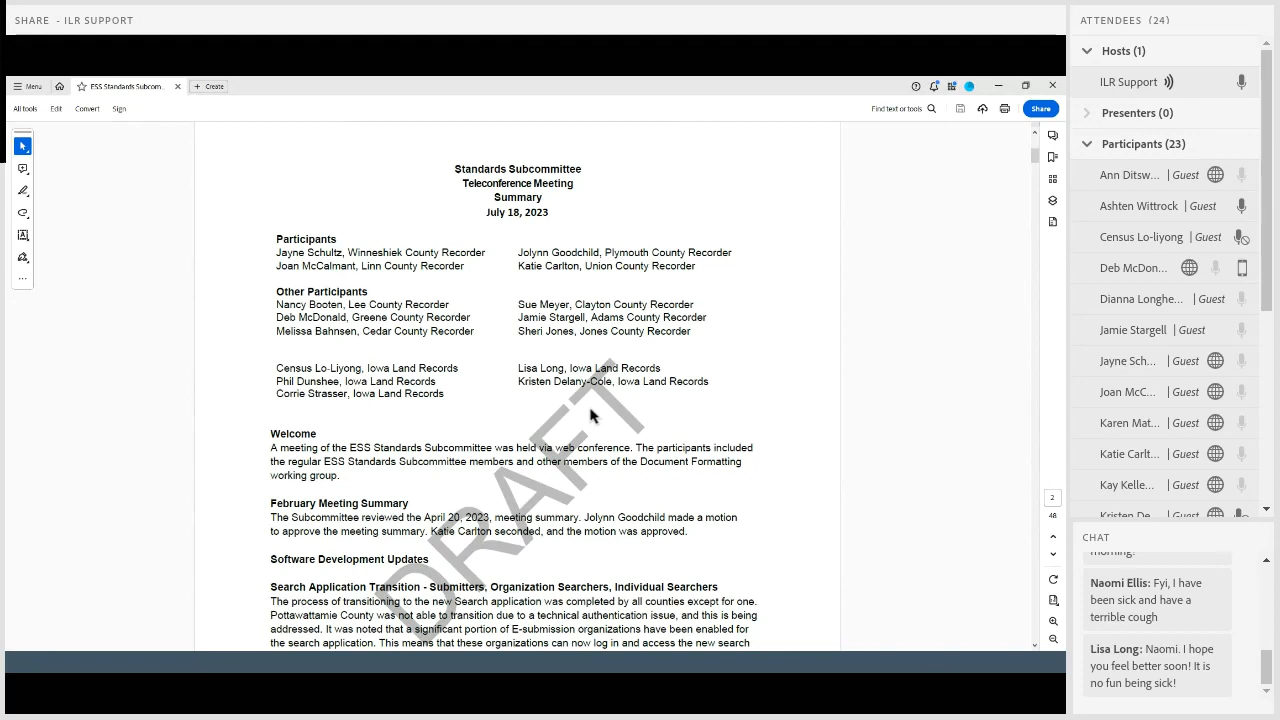 SHARE - ILR SUPPORT
Menu
ESS Standards Subcom...
Create
All tools Edit Convert Sign
Find text or tools
Share
Standards Subcommittee
Teleconference Meeting
Summary
July 18, 2023
Participants
Jayne Schultz, Winneshiek County Recorder Jolynn Goodchild, Plymouth County Recorder
Joan McCalmant, Linn County Recorder Katie Carlton, Union County Recorder
Other Participants
Nancy Booten, Lee County Recorder Sue Meyer, Clayton County Recorder
Deb McDonald, Greene County Recorder Jamie Stargell, Adams County Recorder
Melissa Bahnsen, Cedar County Recorder Sheri Jones, Jones County Recorder
Census Lo-Liyong, Iowa Land Records Lisa Long, Iowa Land Records
Phil Dunshee, Iowa Land Records Kristen Delany-Cole, Iowa Land Records
Corrie Strasser, Iowa Land Records
Welcome
A meeting of the ESS Standards Subcommittee was held via web conference. The participants included
the regular ESS Standards Subcommittee members and other members of the Document Formatting
working group.
February Meeting Summary
The Subcommittee reviewed the April 20, 2023, meeting summary. Jolynn Goodchild made a motion
to approve the meeting summary. Katie Carlton seconded, and the motion was approved.
Software Development Updates
Search Application Transition - Submitters, Organization Searchers, Individual Searchers
The process of transitioning to the new Search application was completed by all counties except for one.
Pottawattamie County was not able to transition due to a technical authentication issue, and this is being
addressed. It was noted that a significant portion of E-submission organizations have been enabled for
the search application. This means that these organizations can now log in and access the new search
DRAFT
2
ATTENDEES (24)
Hosts (1)
ILR Support
Presenters (0)
Participants (23)
Ann Ditsw... | Guest
Ashten Wittrock | Guest
Census Lo-liyong | Guest
Deb McDon...
Dianna Longhe... | Guest
Jamie Stargell | Guest
Jayne Sch... | Guest
Joan McC... | Guest
Karen Mat... | Guest
Katie Carlt... | Guest
Kay Kelle... | Guest
Kristen De... | Guest
CHAT
morning!
Naomi Ellis: Fyi, I have
been sick and have a
terrible cough
Lisa Long: Naomi. I hope
you feel better soon! It is
no fun being sick!